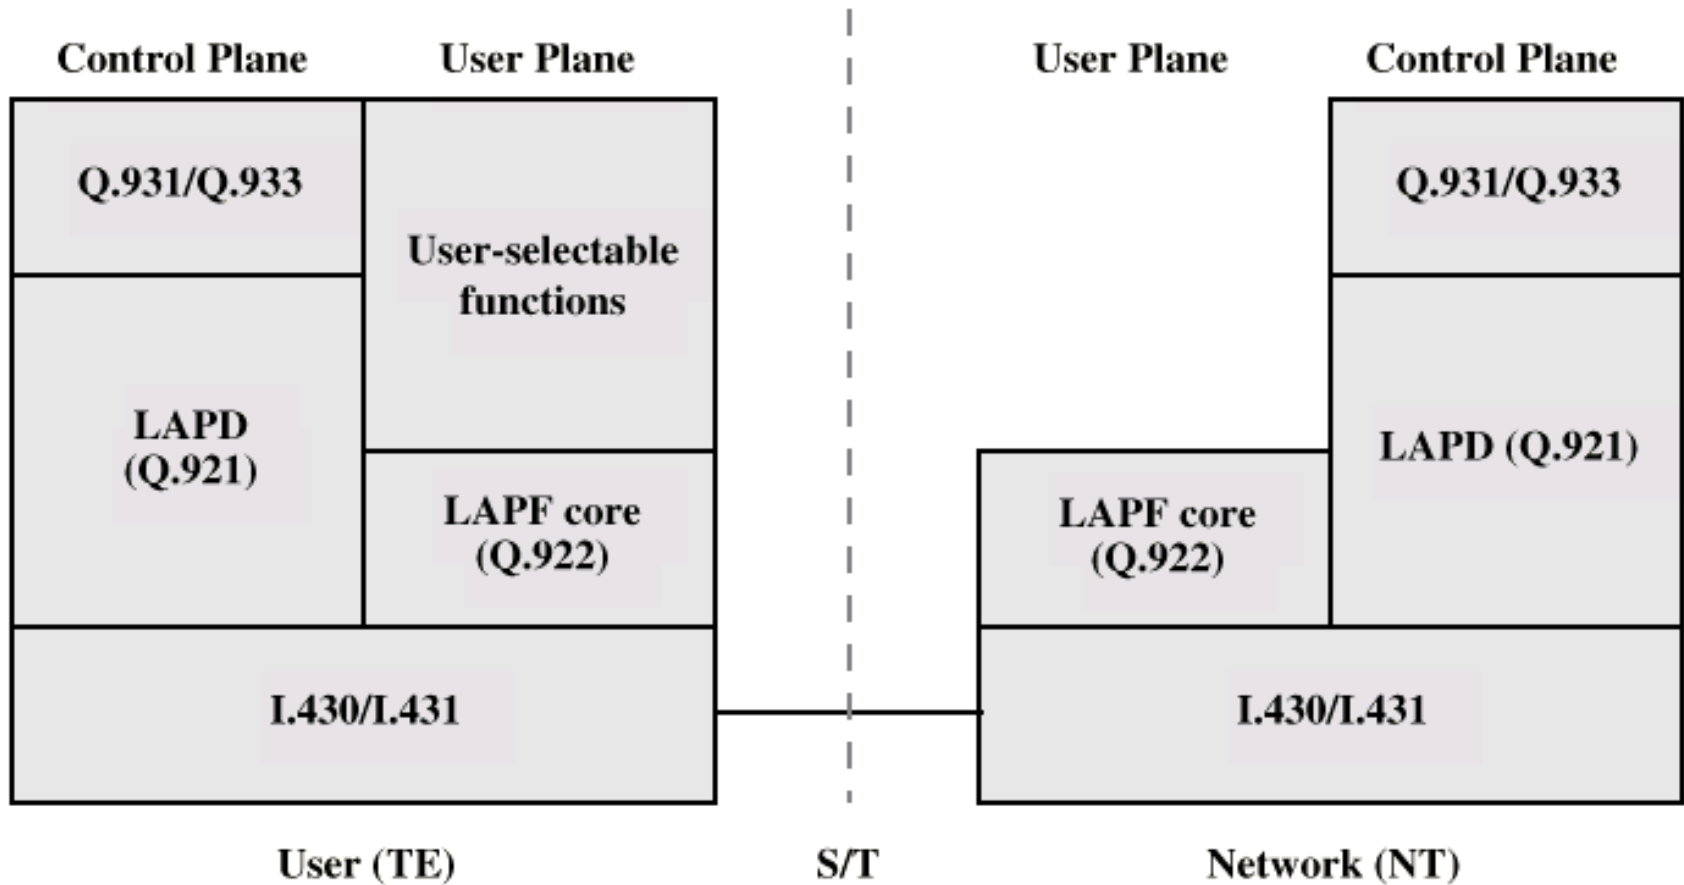 Control Plane
User Plane
User Plane
Control Plane
Q.931/Q.933
User-selectable
functions
LAPD
(Q.921)
LAPF core
(Q.922)
I.430/I.431
Q.931/Q.933
LAPD (Q.921)
LAPF core
(Q.922)
I.430/I.431
User (TE)
S/T
Network (NT)